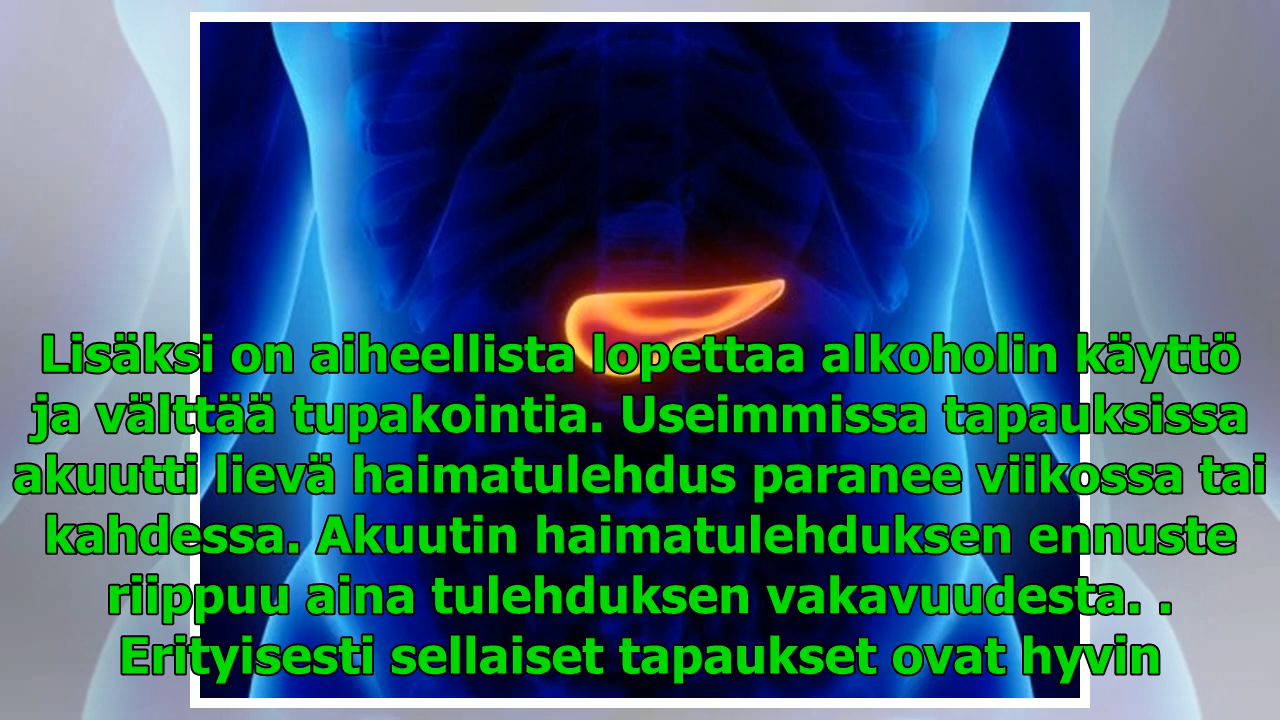 Lisäksi on aiheellista lopettaa alkoholin käyttö
ja välttää tupakointia. Useimmissa tapauksissa
akuutti lievä haimatulehdus paranee viikossa tai
kahdessa. Akuutin haimatulehduksen ennuste
riippuu aina tulehduksen vakavuudesta. .
Erityisesti sellaiset tapaukset ovat hyvin